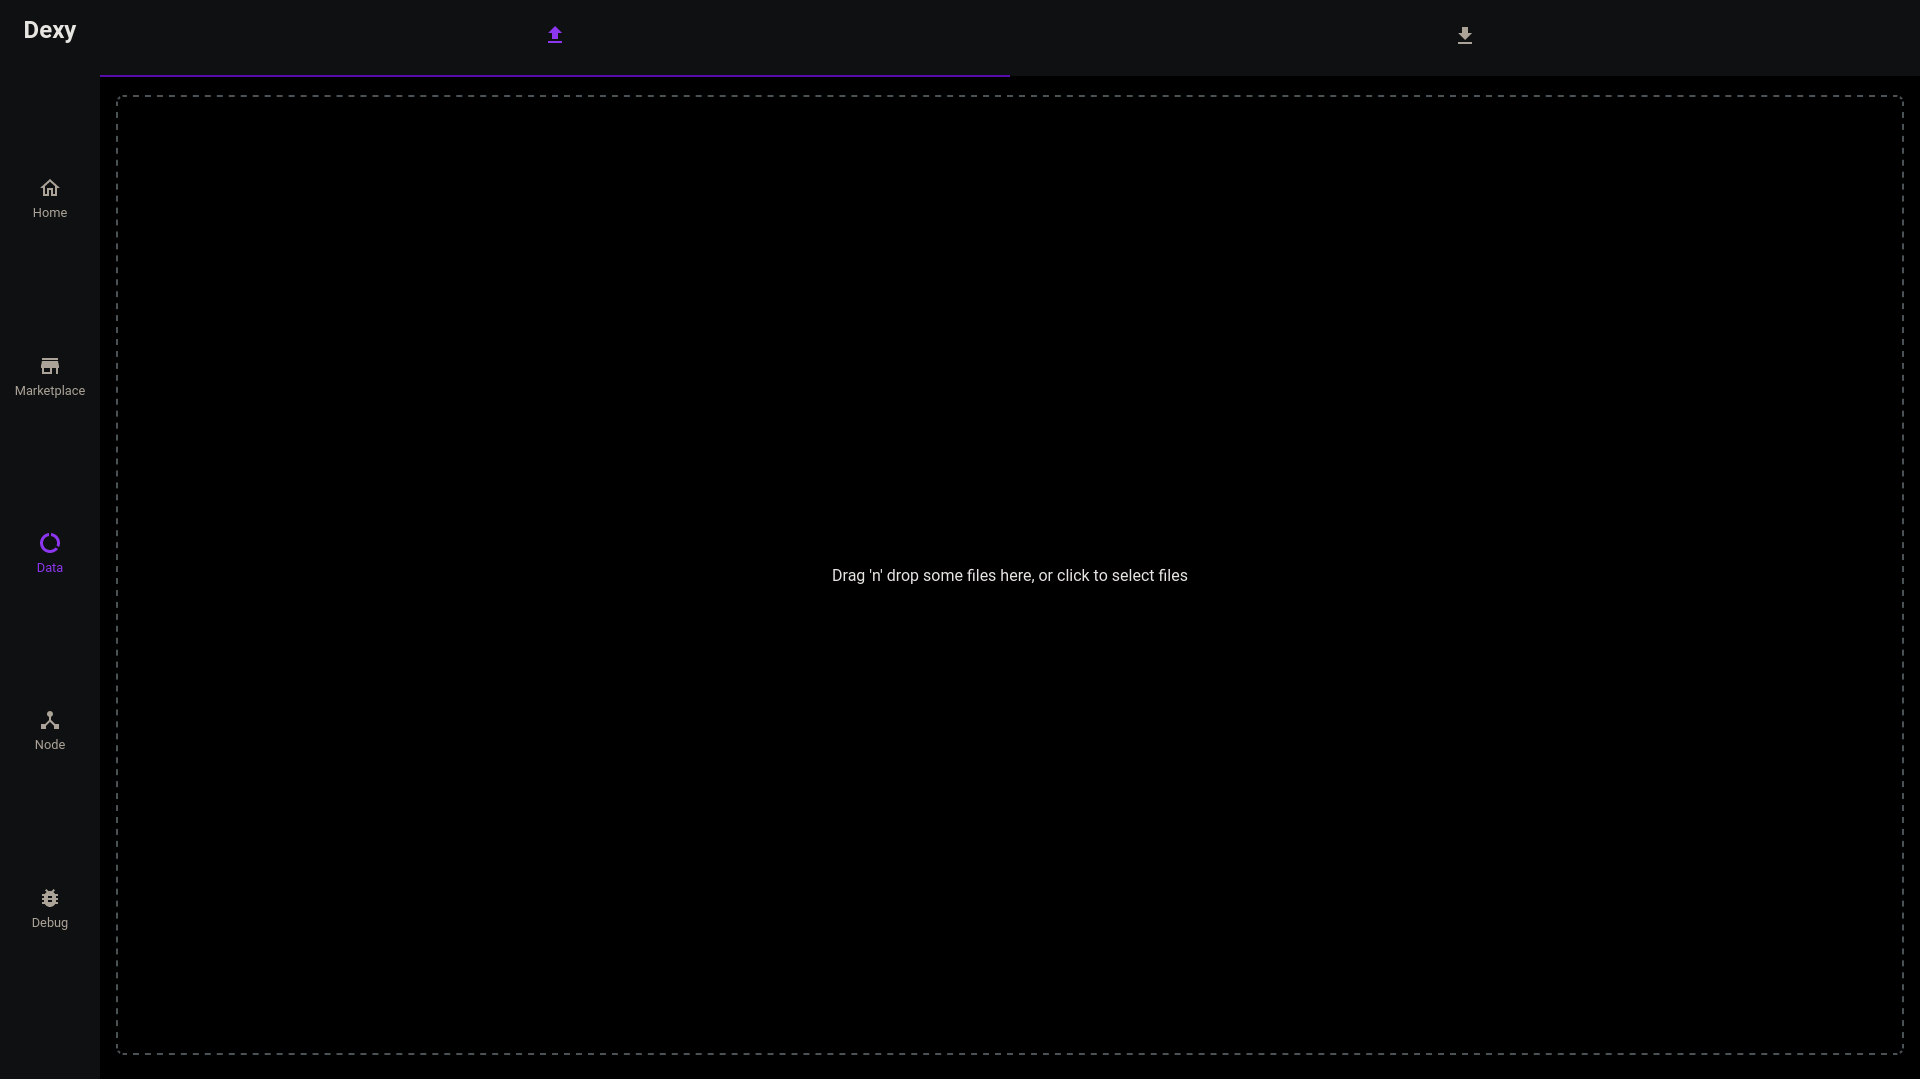 Dexy
Home
Marketplace
Data
Node
Debug
Drag 'n' drop some files here, or click to select files